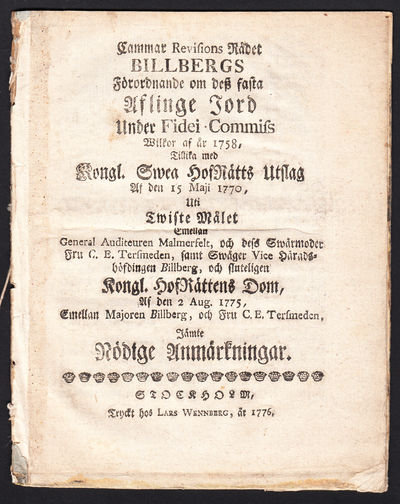 Cammar Revisions Rådet
BILLBERGS
Förordnande om deß fasta
Aflinge Jord
Under Fidei-Commiss
Wilkor af år 1758,
Tillika med
Kongl. Swea HofRätts Utslag
Af den 15 Maji 1770,
Uti
Twiste Målet
Emellan
General Auditeuren Malmerfelt, och dess Swärmoder
Fru C. E. Tersmeden, samt Swåger Vice Härads-
höfdingen Billberg, och sluteligen
Kongl. HofRättens Dom,
Af den 2 Aug. 1775,
Emellan Majoren Billberg, och Fru C. E. Tersmeden,
Jämte
Nödige Anmärkningar.
STOCKHOLM,
Tryckt hos LARS WENNBERG, år 1776.